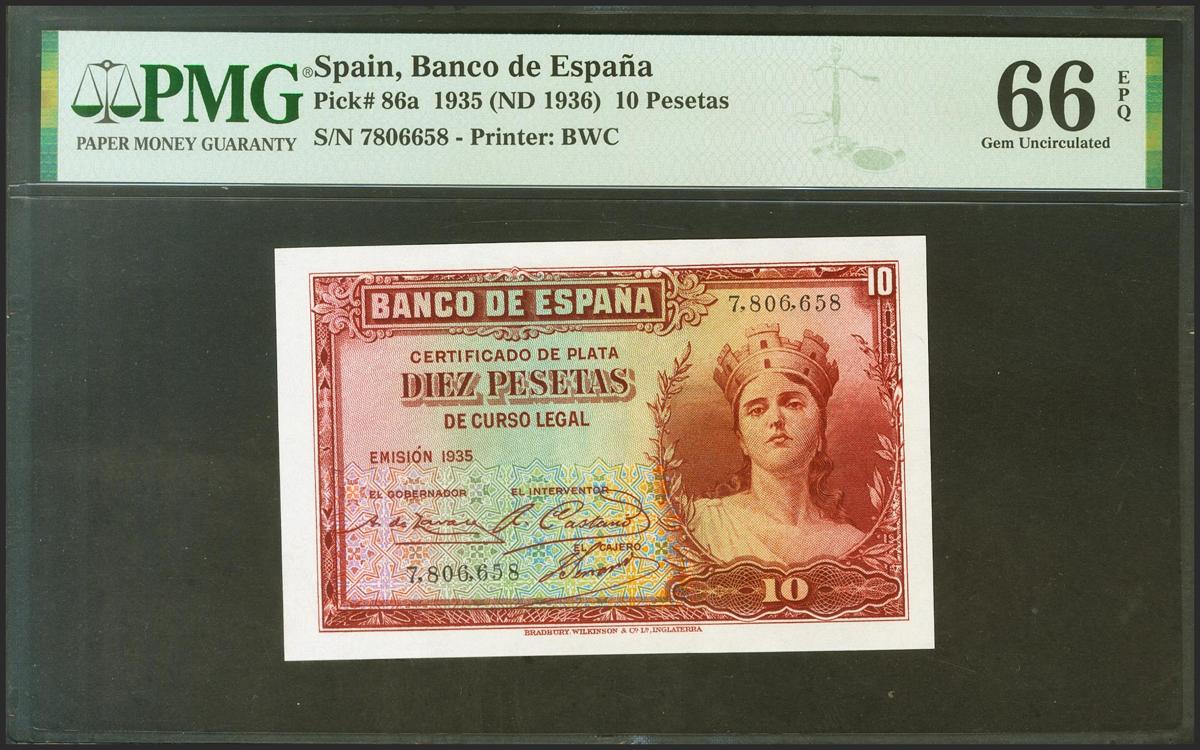 PMG®
PAPER MONEY GUARANTY
Spain, Banco de España
Pick# 86a 1935 (ND 1936) 10 Pesetas
S/N 7806658 - Printer: BWC
66 EPQ
Gem Uncirculated
BANCO DE ESPAÑA
7,806,658
10
CERTIFICADO DE PLATA
DIEZ PESETAS
DE CURSO LEGAL
EMISIÓN 1935
EL GOBERNADOR
EL INTERVENTOR
A. Castaño
EL CAJERO
7,806,658
10
BRADBURY, WILKINSON & Cº Lº, INGLATERRA